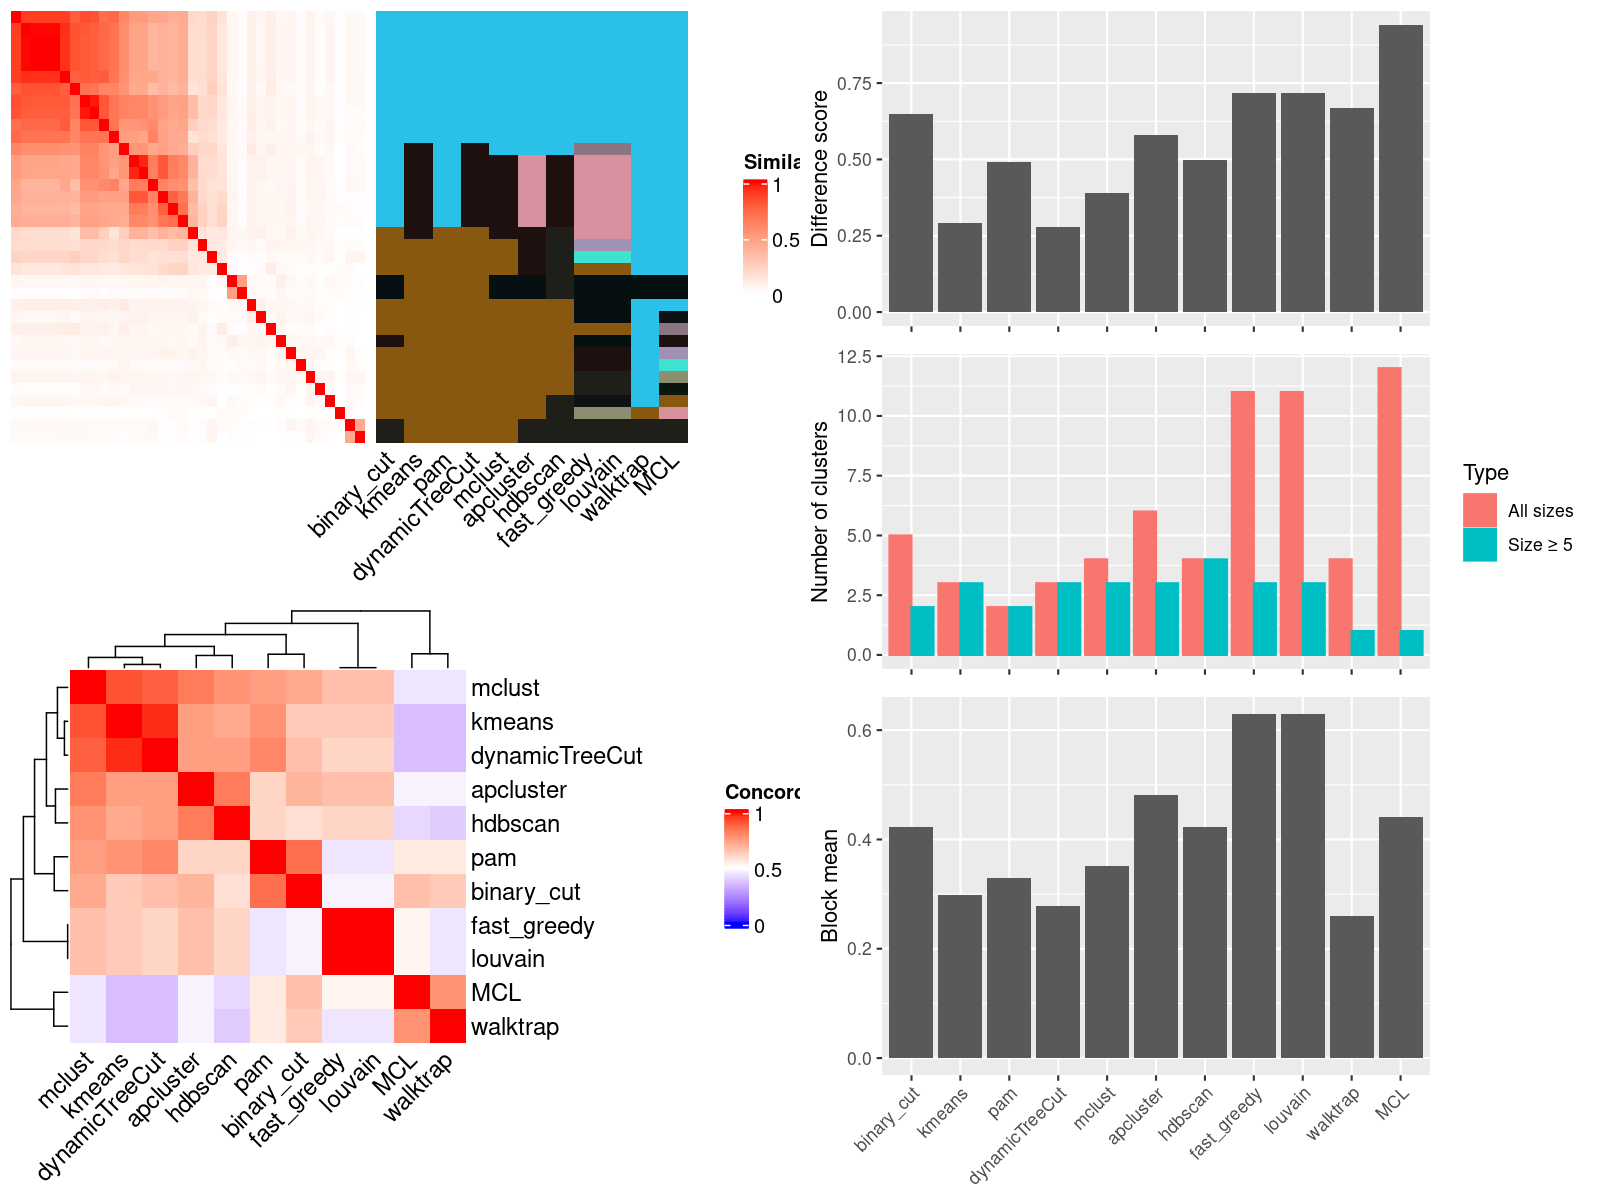 Simila
1
0.5
0
binary_cut
kmeans
pam
dynamicTreeCut
mclust
apcluster
hdbscan
fast_greedy
louvain
walktrap
MCL
mclust
kmeans
dynamicTreeCut
apcluster
hdbscan
pam
binary_cut
fast_greedy
louvain
MCL
walktrap
mclust
kmeans
dynamicTreeCut
apcluster
hdbscan
pam
binary_cut
fast_greedy
louvain
MCL
walktrap
Concord
1
0.5
0
Difference score
0.75
0.50
0.25
0.00
Number of clusters
12.5
10.0
7.5
5.0
2.5
0.0
Type
All sizes
Size ≥ 5
Block mean
0.6
0.4
0.2
0.0
binary_cut
kmeans
pam
dynamicTreeCut
mclust
apcluster
hdbscan
fast_greedy
louvain
walktrap
MCL